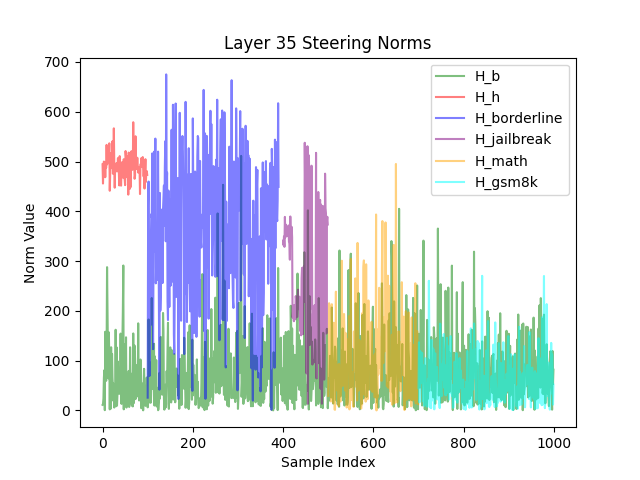 Layer 35 Steering Norms
700
600
500
400
300
200
100
0
Norm Value
H_b
H_h
H_borderline
H_jailbreak
H_math
H_gsm8k
0
200
400
600
800
1000
Sample Index